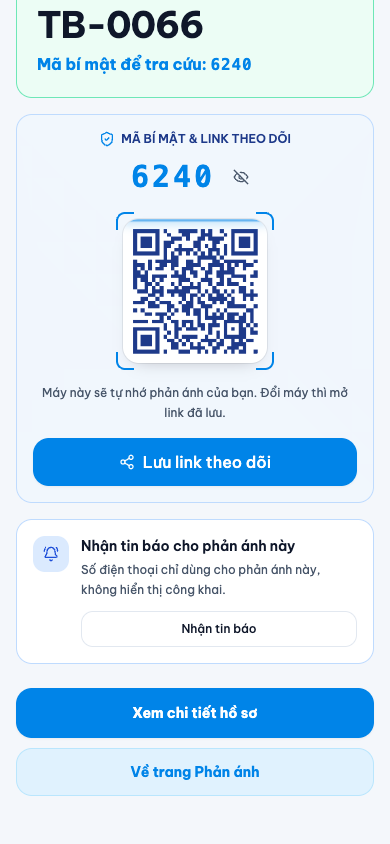 TB-0066
Mã bí mật để tra cứu: 6240
MÃ BÍ MẬT & LINK THEO DÕI
6240
Máy này sẽ tự nhớ phản ánh của bạn. Đổi máy thì mở
link đã lưu.
Lưu link theo dõi
Nhận tin báo cho phản ánh này
Số điện thoại chỉ dùng cho phản ánh này,
không hiển thị công khai.
Nhận tin báo
Xem chi tiết hồ sơ
Về trang Phản ánh